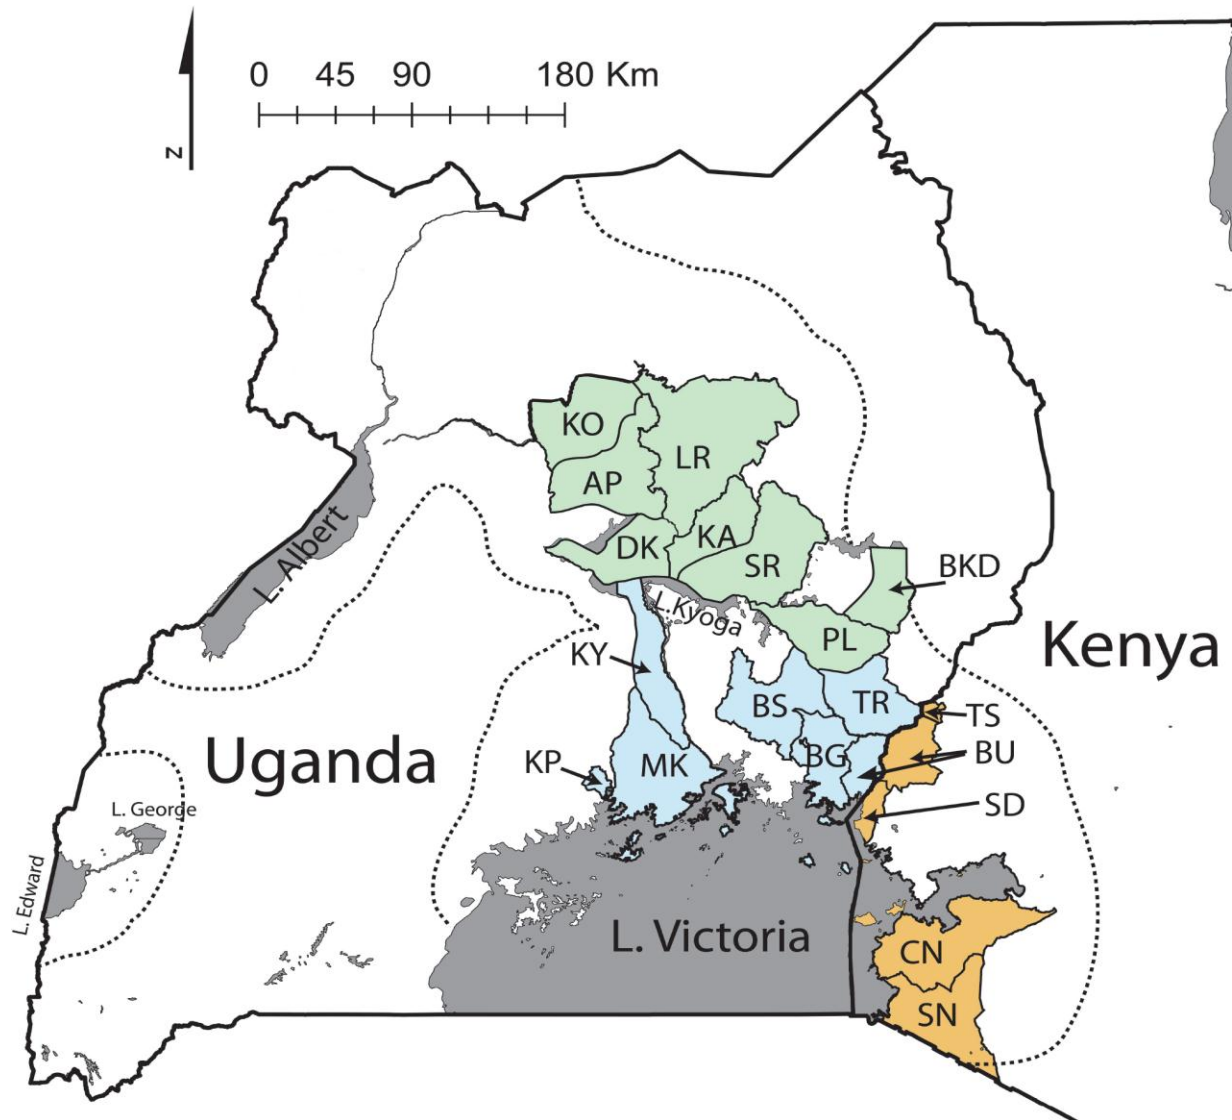 0 45 90 180 Km
z
KO
LR
AP
KA
DK
SR
BKD
L. Albert
L.Kyoga
PL
Kenya
KY
BS
TR
TS
Uganda
KP
MK
BG
BU
SD
L. George
L. Edward
L. Victoria
CN
SN